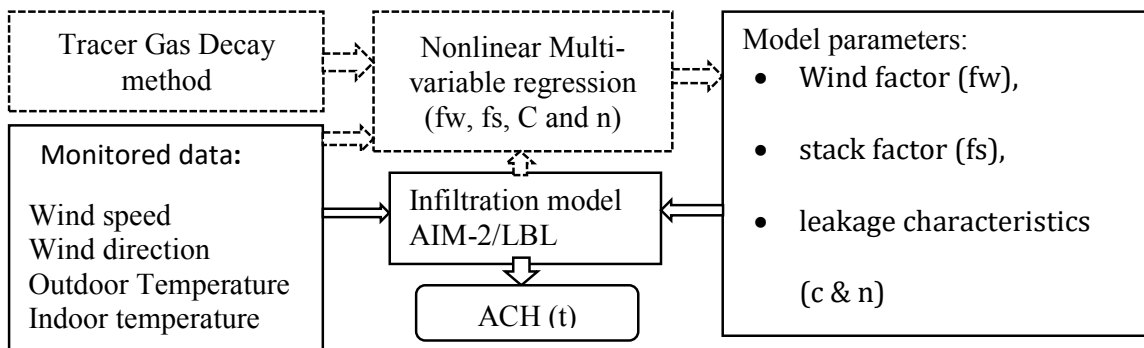 Tracer Gas Decay
method
Nonlinear Multi-
variable regression
(fw, fs, C and n)
Model parameters:
• Wind factor (fw),
• stack factor (fs),
• leakage characteristics
(c & n)
Monitored data:
Wind speed
Wind direction
Outdoor Temperature
Indoor temperature
Infiltration model
AIM-2/LBL
ACH (t)